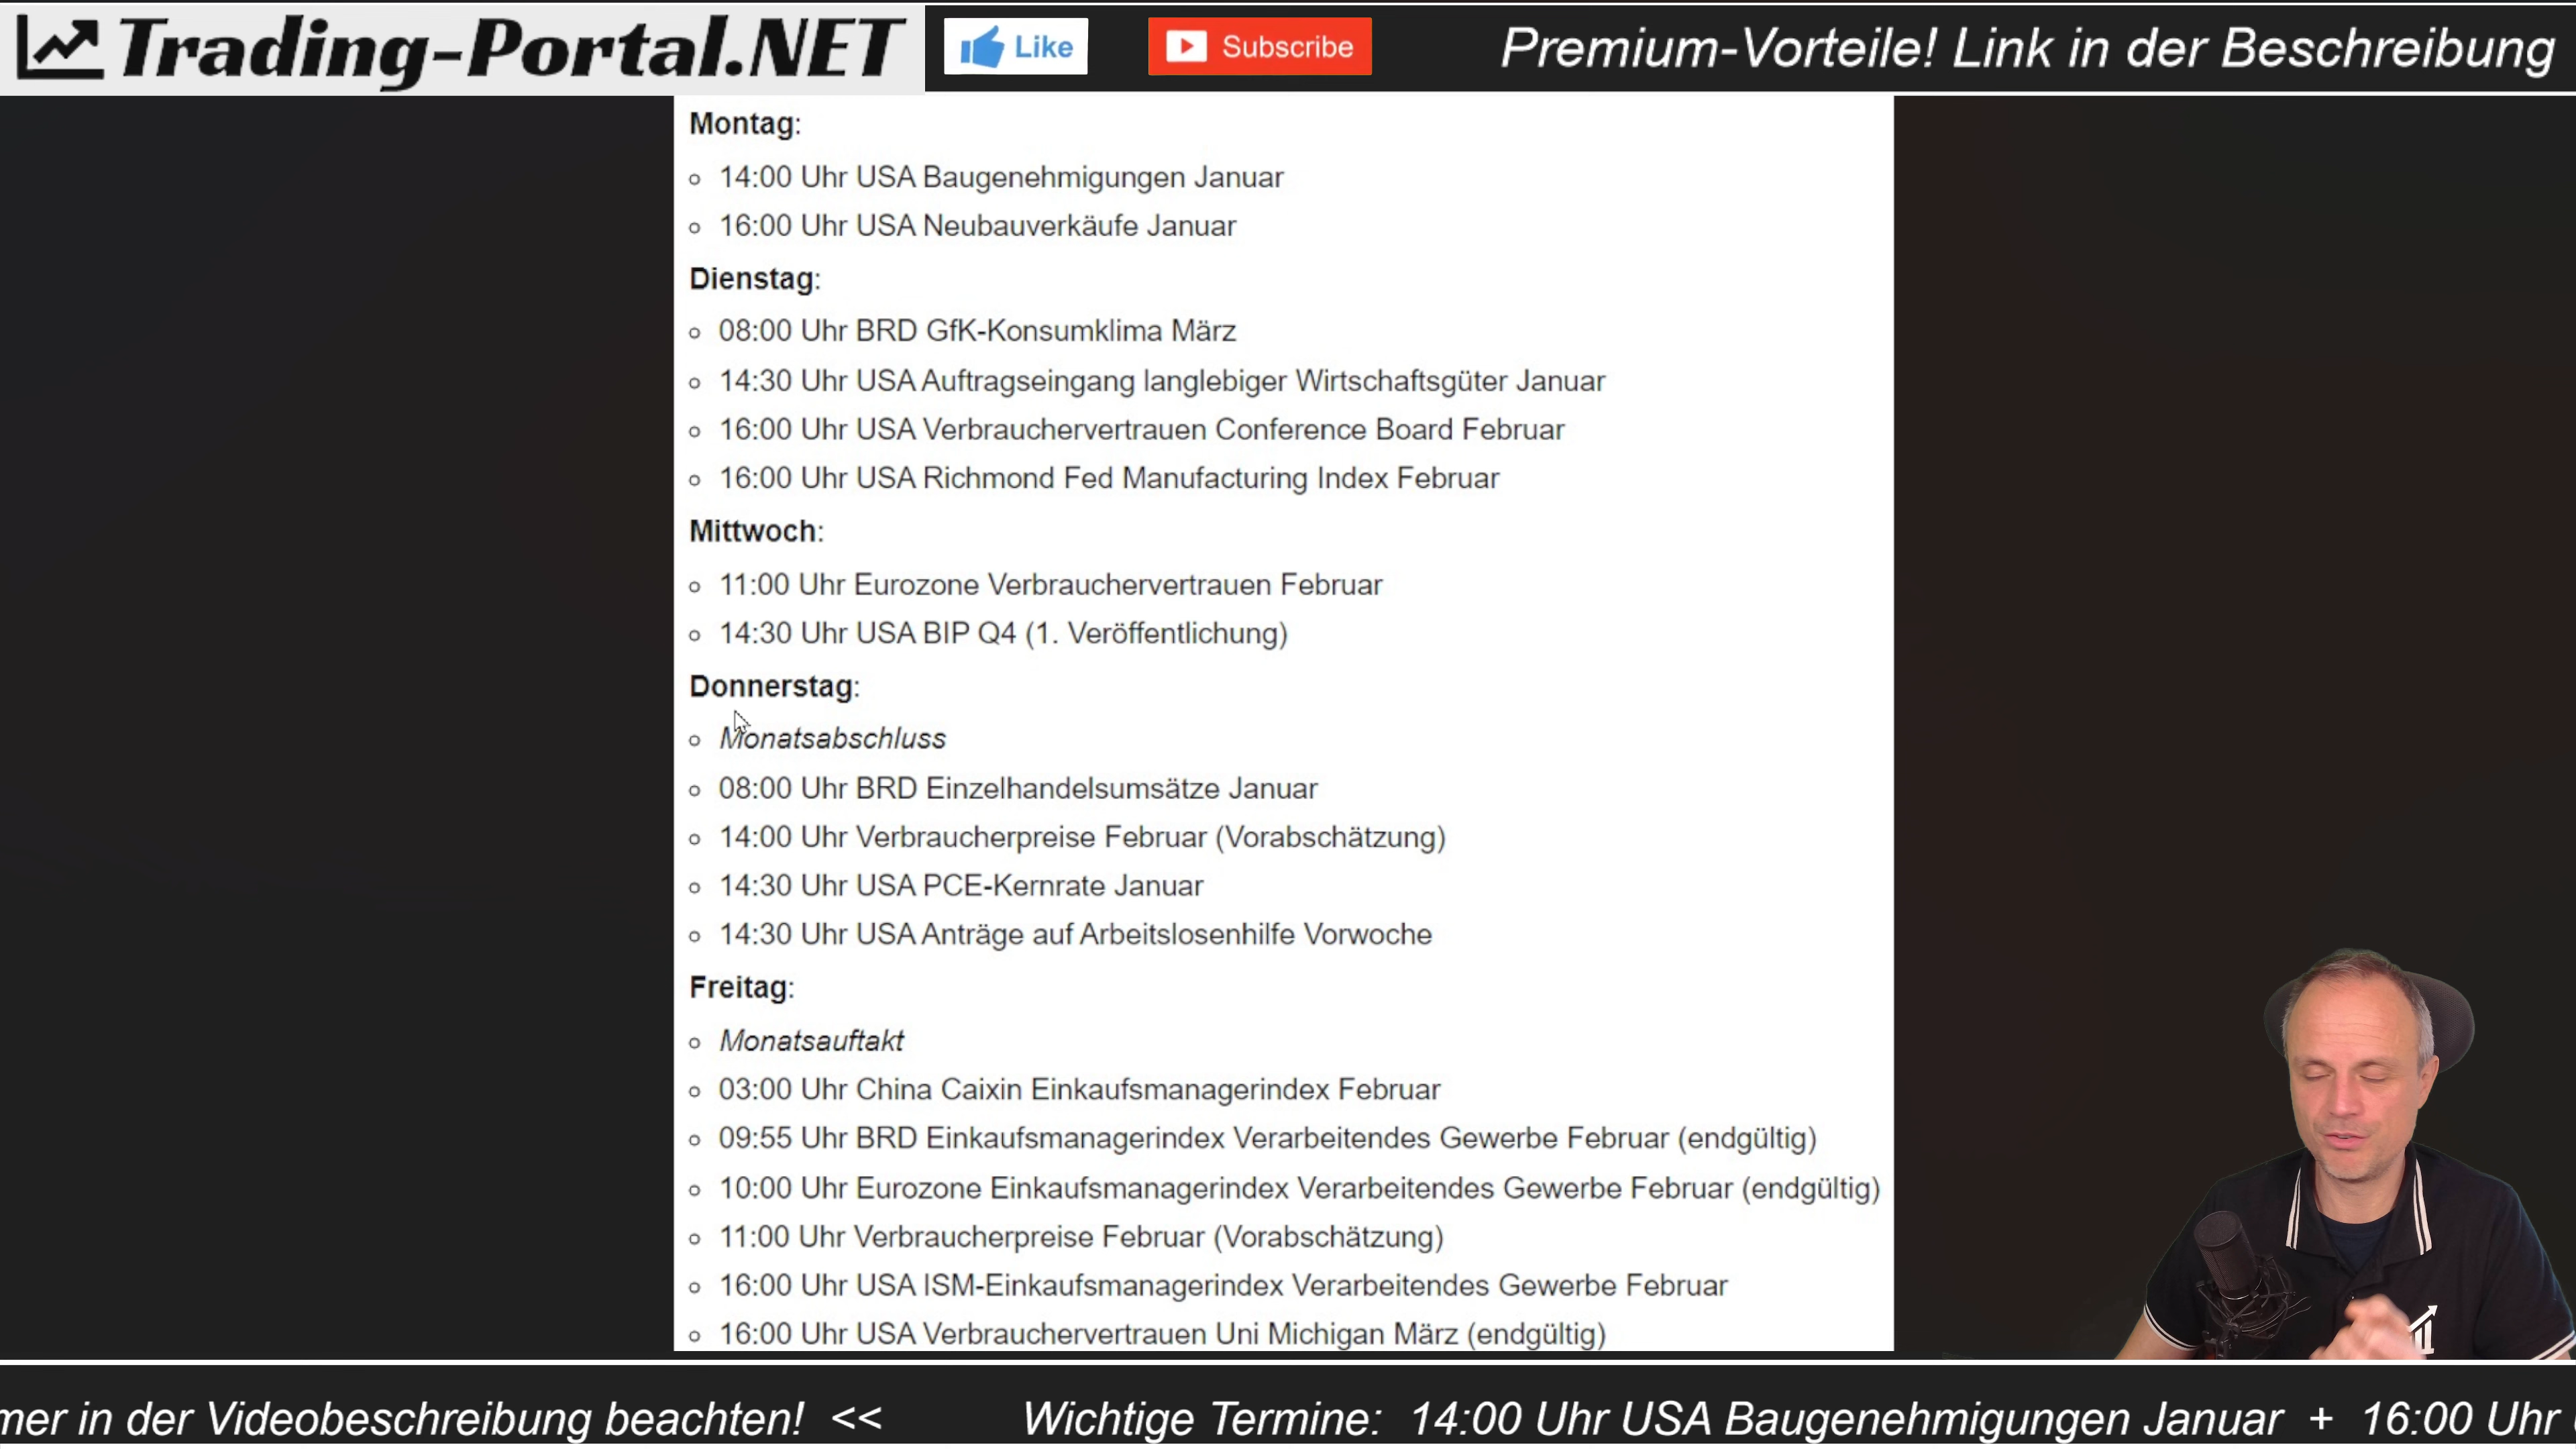 Trading-Portal.NET
Like
Subscribe
Premium-Vorteile! Link in der Beschreibung
Montag:
14:00 Uhr USA Baugenehmigungen Januar
16:00 Uhr USA Neubauverkäufe Januar
Dienstag:
08:00 Uhr BRD GfK-Konsumklima März
14:30 Uhr USA Auftragseingang langlebiger Wirtschaftsgüter Januar
16:00 Uhr USA Verbrauchervertrauen Conference Board Februar
16:00 Uhr USA Richmond Fed Manufacturing Index Februar
Mittwoch:
11:00 Uhr Eurozone Verbrauchervertrauen Februar
14:30 Uhr USA BIP Q4 (1. Veröffentlichung)
Donnerstag:
Monatsabschluss
08:00 Uhr BRD Einzelhandelsumsätze Januar
14:00 Uhr Verbraucherpreise Februar (Vorabschätzung)
14:30 Uhr USA PCE-Kernrate Januar
14:30 Uhr USA Anträge auf Arbeitslosenhilfe Vorwoche
Freitag:
Monatsauftakt
03:00 Uhr China Caixin Einkaufsmanagerindex Februar
09:55 Uhr BRD Einkaufsmanagerindex Verarbeitendes Gewerbe Februar (endgültig)
10:00 Uhr Eurozone Einkaufsmanagerindex Verarbeitendes Gewerbe Februar (endgültig)
11:00 Uhr Verbraucherpreise Februar (Vorabschätzung)
16:00 Uhr USA ISM-Einkaufsmanagerindex Verarbeitendes Gewerbe Februar
16:00 Uhr USA Verbrauchervertrauen Uni Michigan März (endgültig)
mer in der Videobeschreibung beachten! << Wichtige Termine: 14:00 Uhr USA Baugenehmigungen Januar + 16:00 Uhr